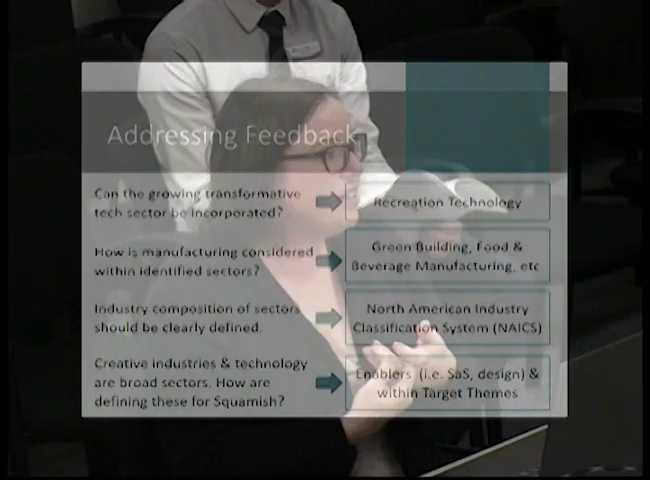 Addressing Feedback
Can the growing transformative
tech sector be incorporated?
Recreation Technology
How is manufacturing considered
within identified sectors?
Green Building, Food &
Beverage Manufacturing, etc
Industry composition of sectors
should be clearly defined.
North American Industry
Classification System (NAICS)
Creative industries & technology
are broad sectors. How are
defining these for Squamish?
Enablers (i.e. SaS, design) &
within Target Themes